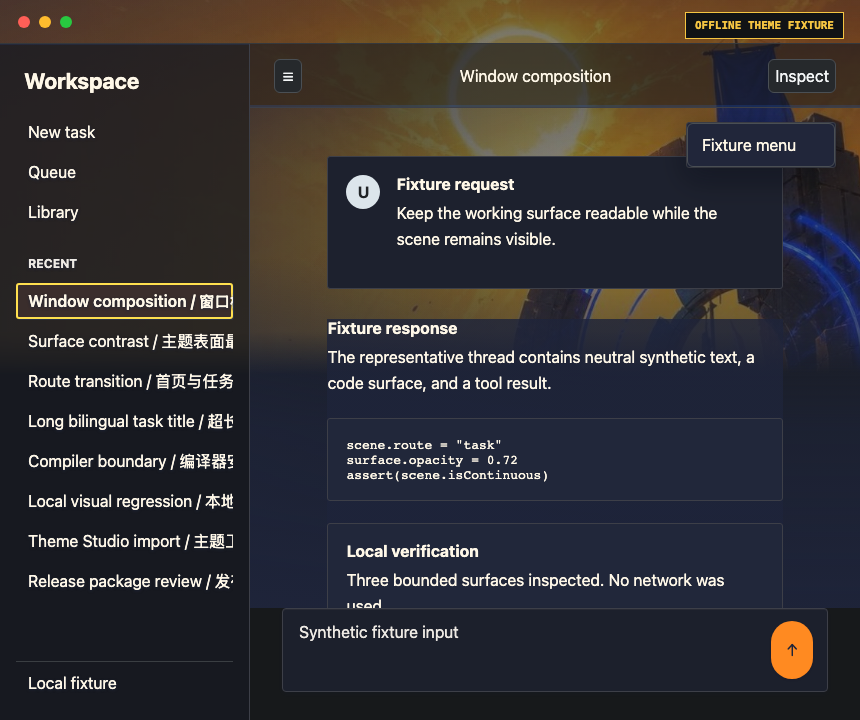 OFFLINE THEME FIXTURE
Workspace
Window composition
Inspect
New task
Queue
Library
Fixture menu
U
Fixture request
Keep the working surface readable while the
scene remains visible.
RECENT
Window composition / 窗口
Surface contrast / 主题表面
Route transition / 首页与任务
Long bilingual task title / 超长
Compiler boundary / 编译器
Local visual regression / 本地
Theme Studio import / 主题
Release package review / 发
Local fixture
Fixture response
The representative thread contains neutral synthetic text, a
code surface, and a tool result.
scene.route = "task"
surface.opacity = 0.72
assert(scene.isContinuous)
Local verification
Three bounded surfaces inspected. No network was
used
Synthetic fixture input